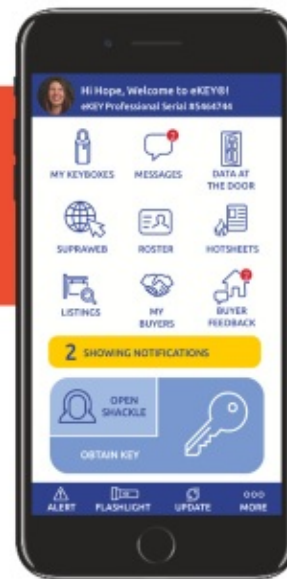 Hi Hope, Welcome to eKEY®!
eKEY Professional Serial #5464744
MY KEYBOXES
MESSAGES
DATA AT
THE DOOR
SUPRAWEB
ROSTER
HOTSHEETS
LISTINGS
MY
BUYERS
BUYER
FEEDBACK
2 SHOWING NOTIFICATIONS
OPEN
SHACKLE
OBTAIN KEY
ALERT
FLASHLIGHT
UPDATE
MORE